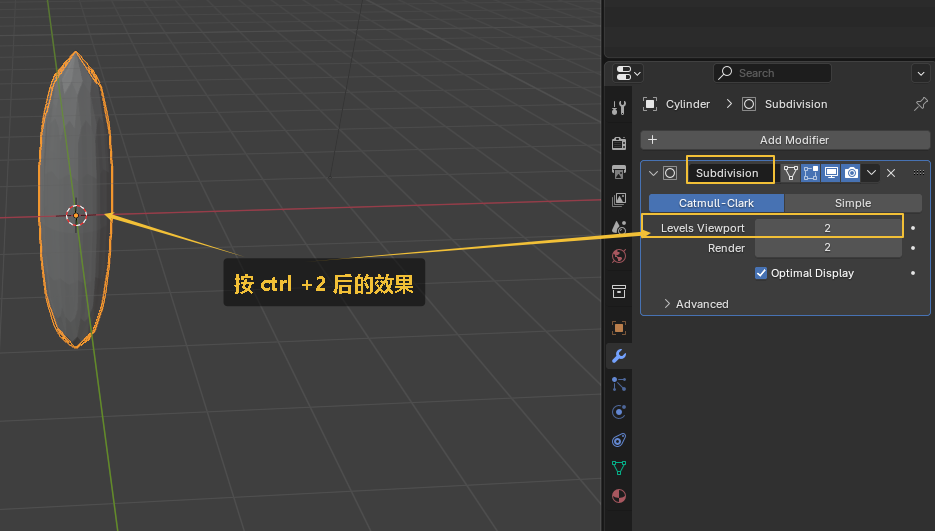 Search
Cylinder > Subdivision
+ Add Modifier
Subdivision
Catmull-Clark Simple
Levels Viewport 2
Render 2
Optimal Display
Advanced
按 ctrl +2 后的效果